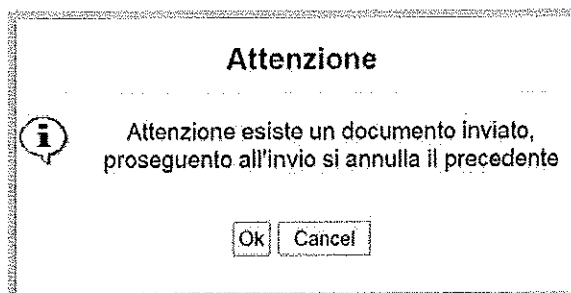 Attenzione
Attenzione esiste un documento inviato,
proseguento all'invio si annulla il precedente
Ok Cancel